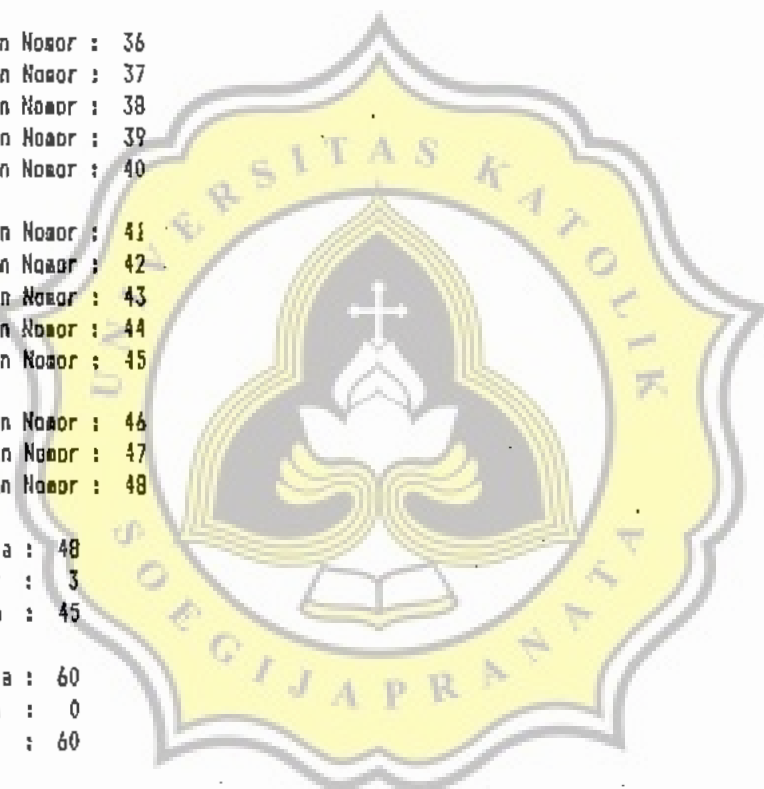 n Nomor : 36
n Nomor : 37
n Nomor : 38
n Nomor : 39
n Nomor : 40
n Nomor : 41
n Nomor : 42
n Nomor : 43
n Nomor : 44
n Nomor : 45
n Nomor : 46
n Nomor : 47
n Nomor : 48
a : 48
: 3
: 45
a : 60
: 0
: 60
UNIVERSITAS KATOLIK
SOEGIJAPRANATA